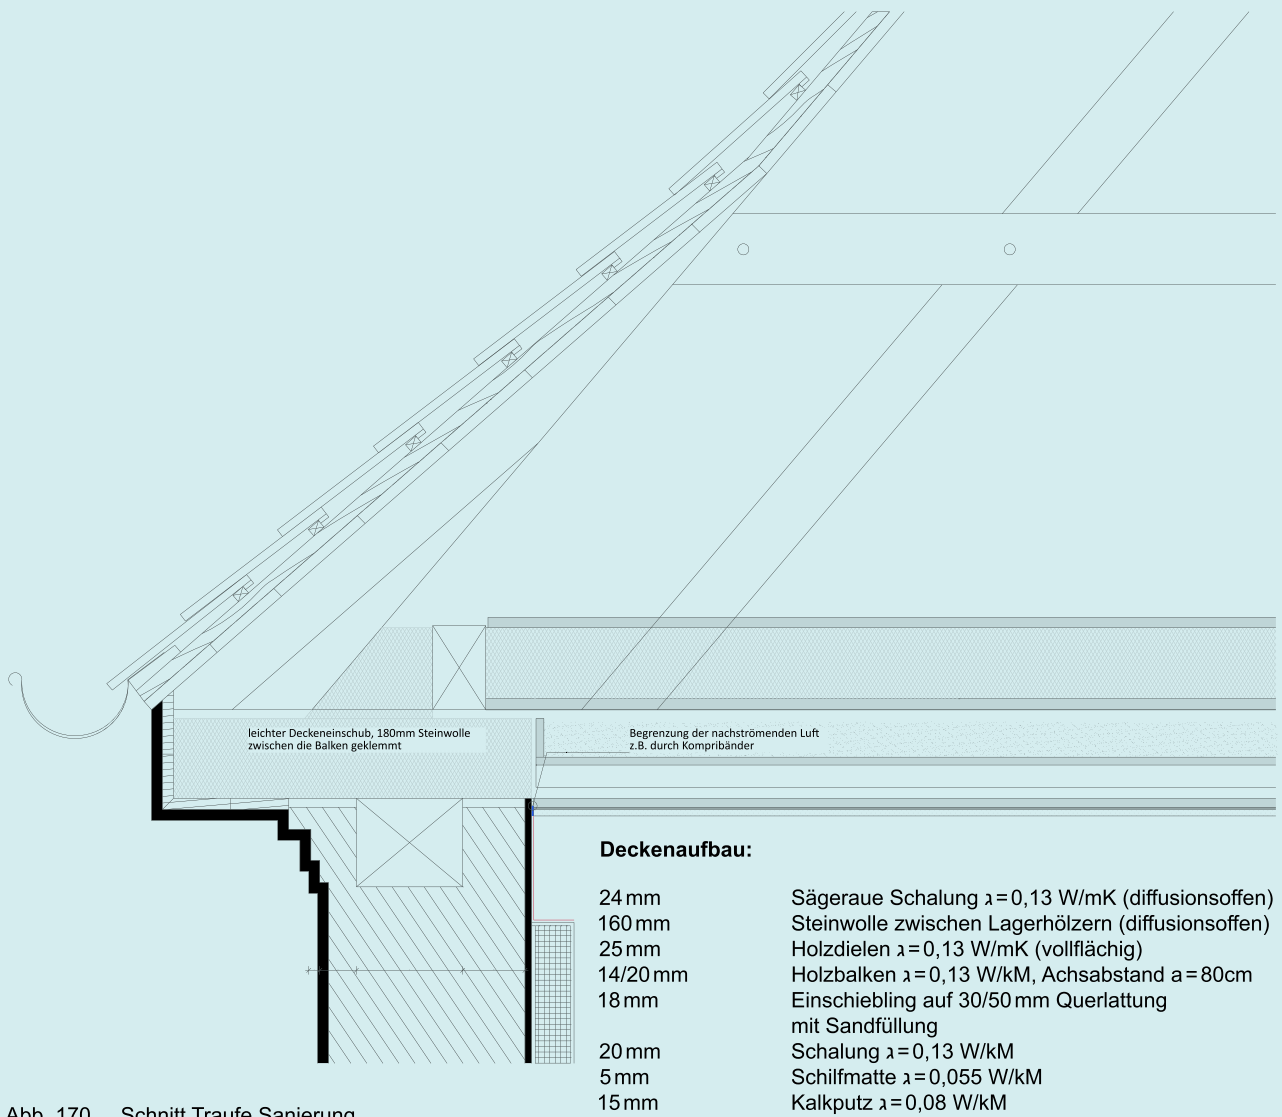 leichter Deckeneinschub, 180mm Steinwolle
zwischen die Balken geklemmt
Begrenzung der nachströmenden Luft
z.B. durch Kompribänder
Deckenaufbau:
24 mm Sägeraue Schalung λ = 0,13 W/mK (diffusionsoffen)
160 mm Steinwolle zwischen Lagerhölzern (diffusionsoffen)
25 mm Holzdielen λ = 0,13 W/mK (vollflächig)
14/20 mm Holzbalken λ = 0,13 W/kM, Achsabstand a = 80cm
18 mm Einschiebling auf 30/50 mm Querlattung
mit Sandfüllung
20 mm Schalung λ = 0,13 W/kM
5 mm Schilfmatte λ = 0,055 W/kM
15 mm Kalkputz λ = 0,08 W/kM
Abb. 170 Schnitt Traufe Sanierung